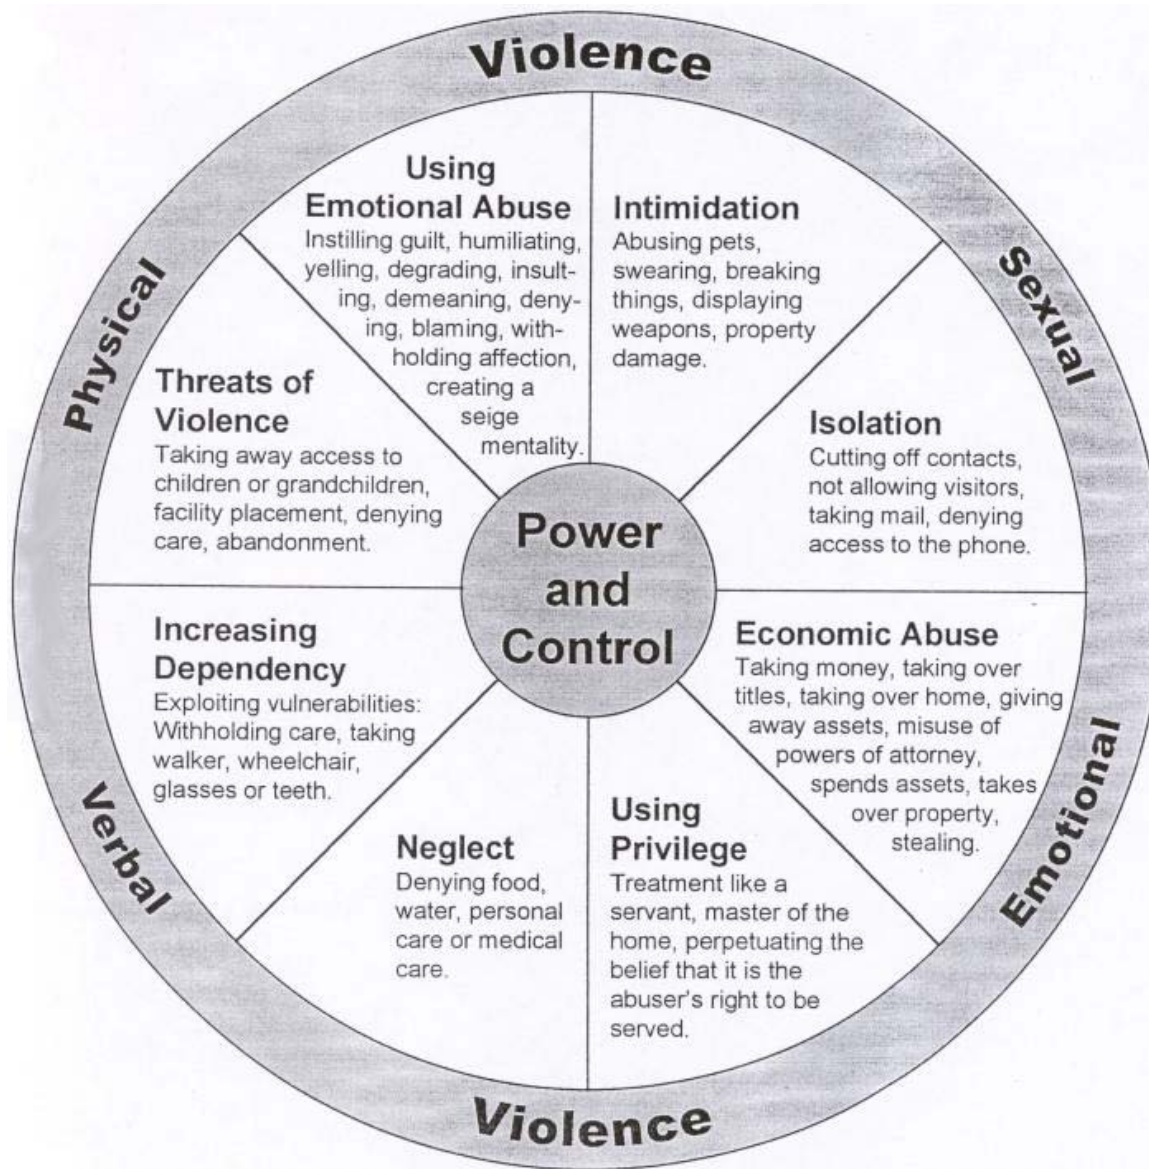 Violence
Sexual
Emotional
Violence
Verbal
Physical
Power
and
Control
Using
Emotional Abuse
Instilling guilt, humiliating,
yelling, degrading, insult-
ing, demeaning, deny-
ing, blaming, with-
holding affection,
creating a
seige
mentality.
Intimidation
Abusing pets,
swearing, breaking
things, displaying
weapons, property
damage.
Isolation
Cutting off contacts,
not allowing visitors,
taking mail, denying
access to the phone.
Economic Abuse
Taking money, taking over
titles, taking over home, giving
away assets, misuse of
powers of attorney,
spends assets, takes
over property,
stealing.
Using
Privilege
Treatment like a
servant, master of the
home, perpetuating the
belief that it is the
abuser's right to be
served.
Neglect
Denying food,
water, personal
care or medical
care.
Increasing
Dependency
Exploiting vulnerabilities:
Withholding care, taking
walker, wheelchair,
glasses or teeth.
Threats of
Violence
Taking away access to
children or grandchildren,
facility placement, denying
care, abandonment.